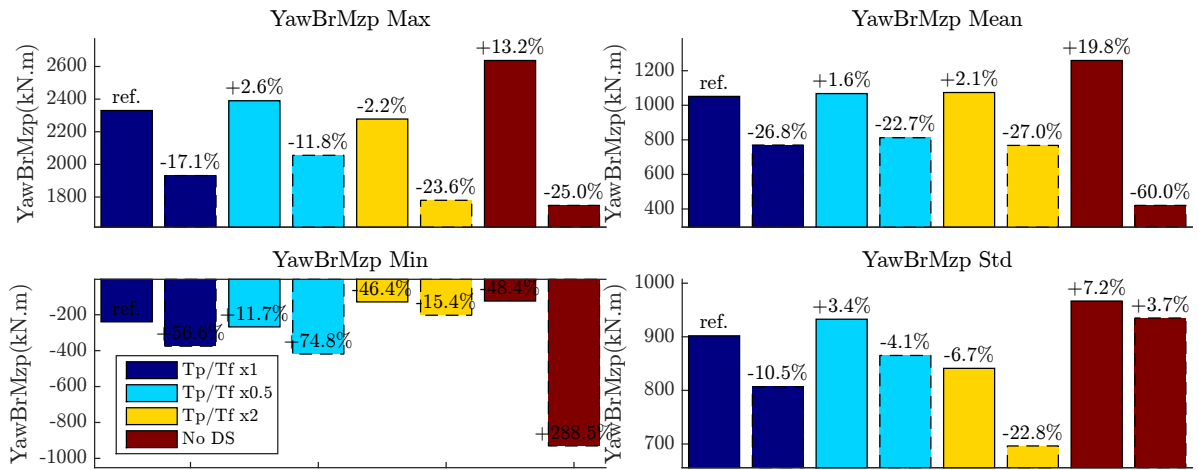 YawBrMzp Max
YawBrMzp(kN.m)
2600
2400
2200
2000
1800
ref.
-17.1%
+2.6%
-11.8%
-2.2%
-23.6%
+13.2%
-25.0%
YawBrMzp Mean
YawBrMzp(kN.m)
1200
1000
800
600
400
ref.
-26.8%
+1.6%
-22.7%
+2.1%
-27.0%
+19.8%
-60.0%
YawBrMzp Min
YawBrMzp(kN.m)
-200
-400
-600
-800
-1000
ref.
+56.6%
+11.7%
+74.8%
-46.4%
-15.4%
-48.4%
+288.5%
Tp/Tf x1
Tp/Tf x0.5
Tp/Tf x2
No DS
YawBrMzp Std
YawBrMzp(kN.m)
1000
900
800
700
ref.
-10.5%
+3.4%
-4.1%
-6.7%
-22.8%
+7.2%
+3.7%